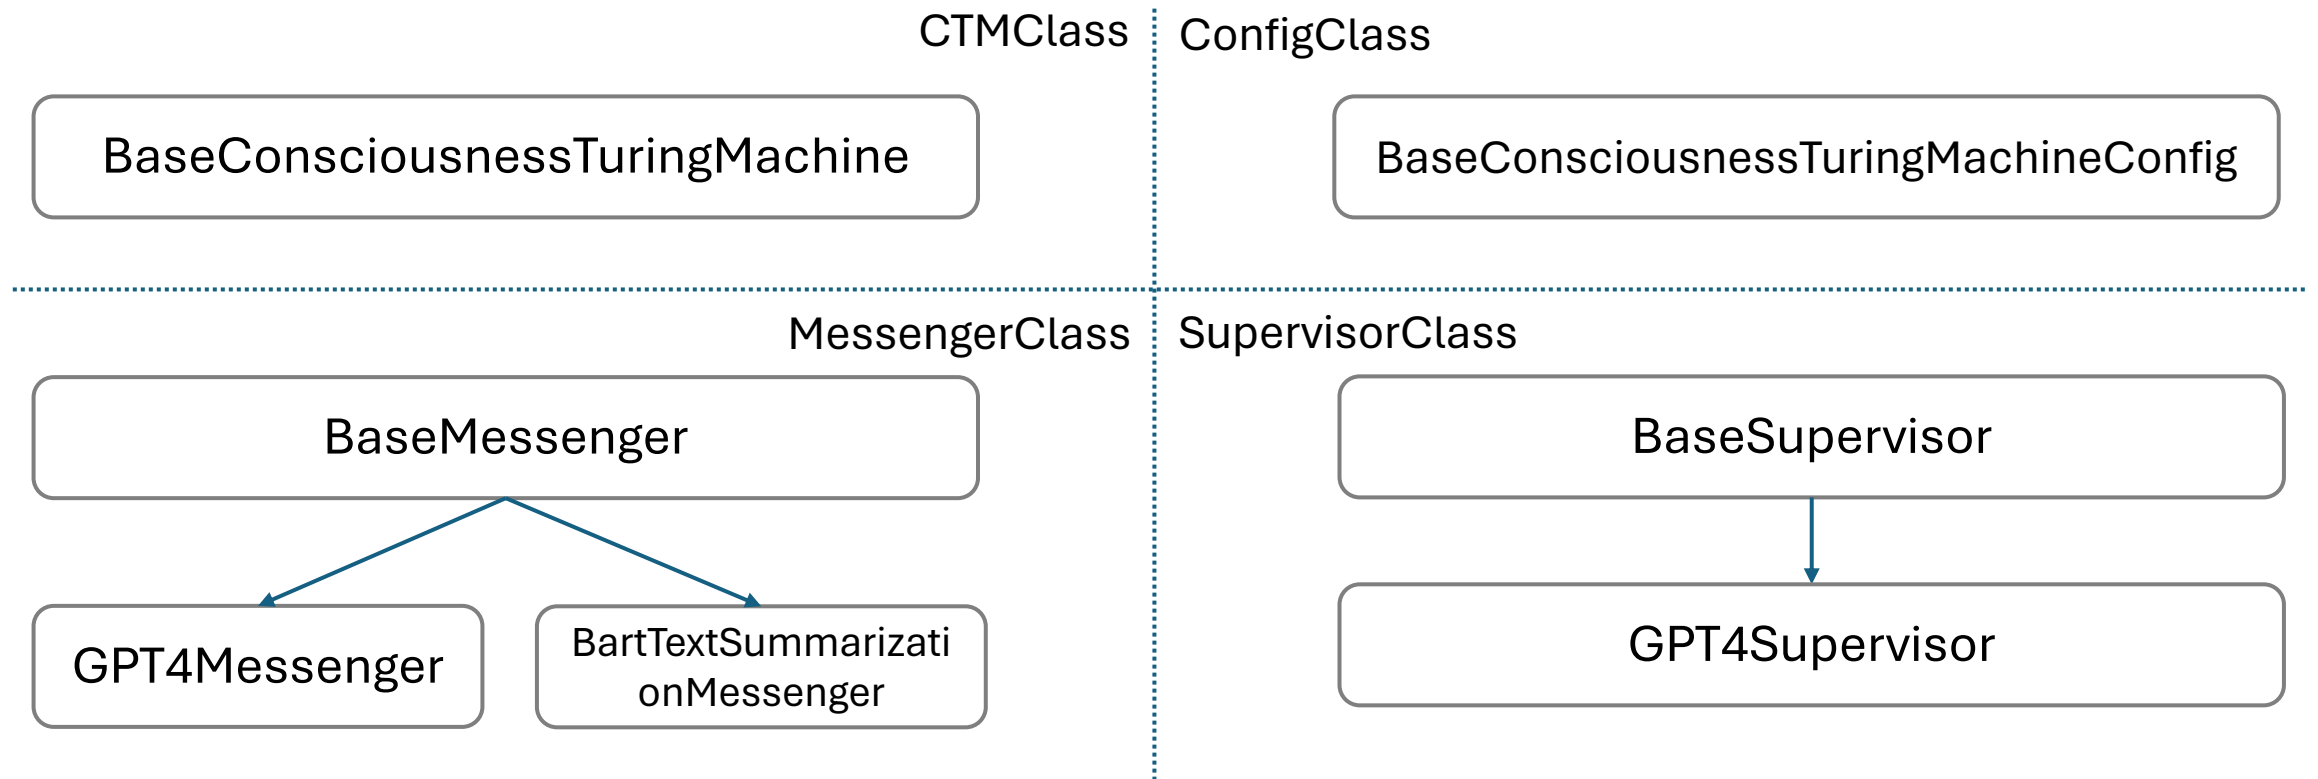 CTMClass
ConfigClass
BaseConsciousnessTuringMachine
BaseConsciousnessTuringMachineConfig
MessengerClass
SupervisorClass
BaseMessenger
BaseSupervisor
GPT4Messenger
BartTextSummarizati
onMessenger
GPT4Supervisor